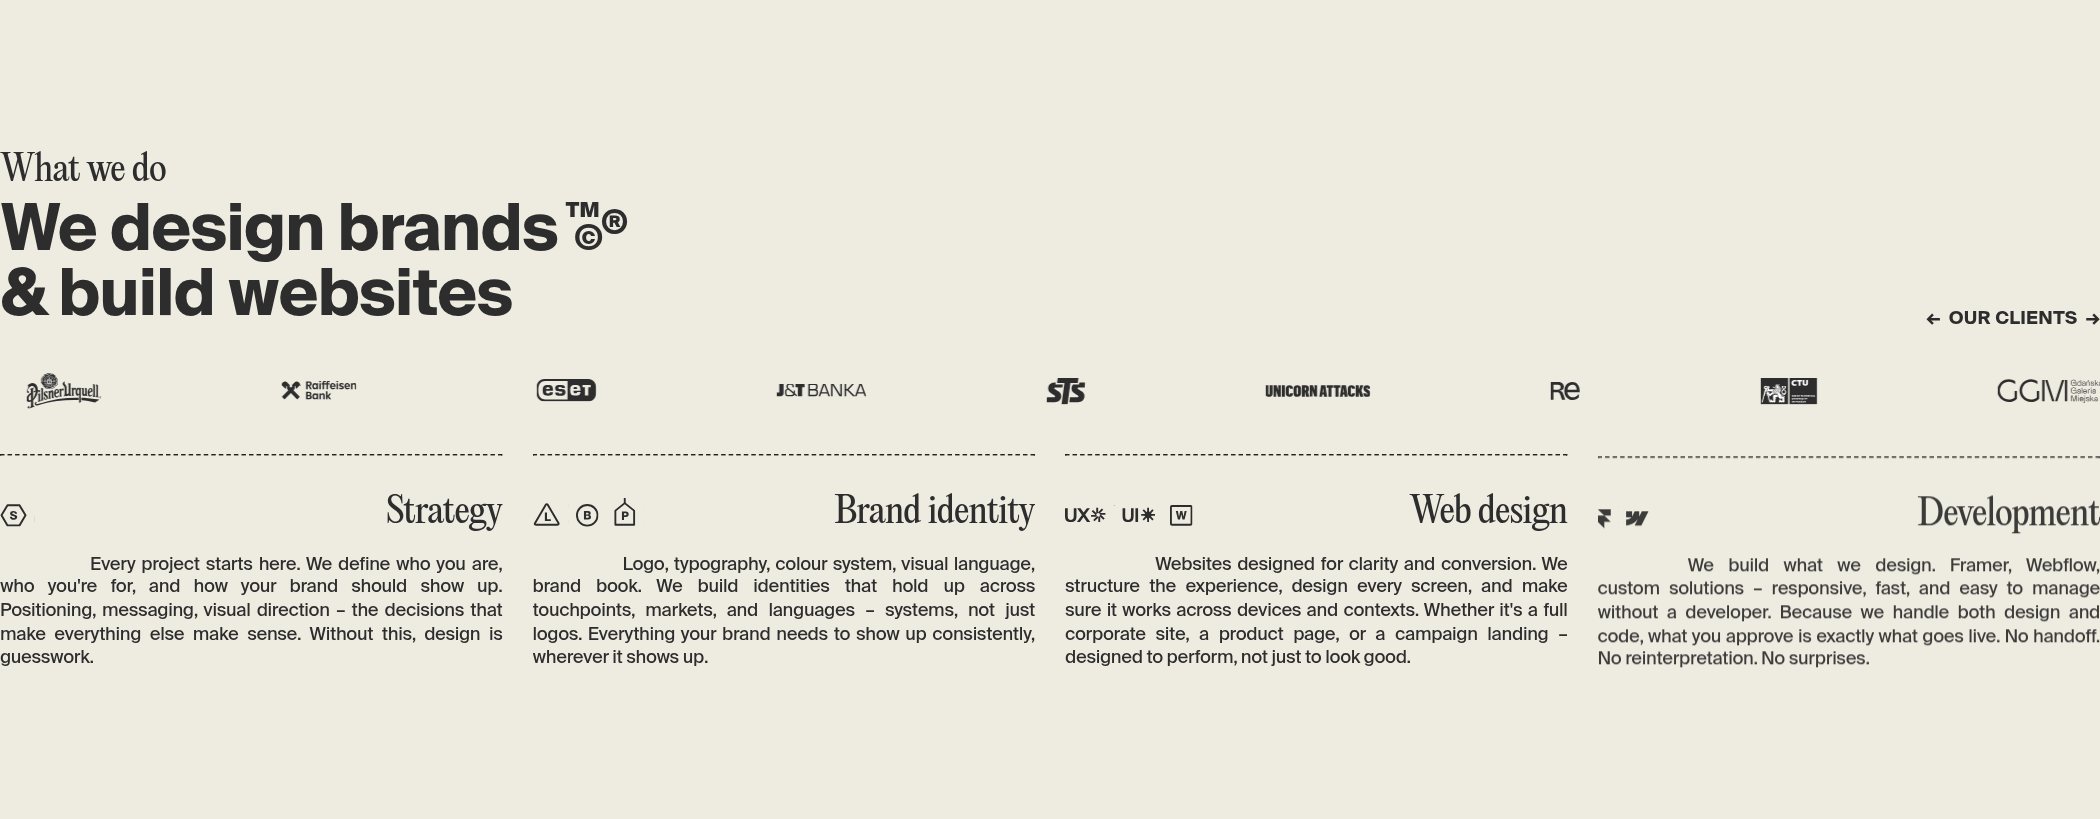 What we do
We design brands ™©®
& build websites
← OUR CLIENTS →
Pilsner Urquell
Raiffeisen
Bank
eseT
J&T BANKA
STS
UNICORN ATTACKS
Re
CTU
GGM Gdańska
Galeria
Miejska
S
Strategy
Every project starts here. We define who you are,
who you're for, and how your brand should show up.
Positioning, messaging, visual direction – the decisions that
make everything else make sense. Without this, design is
guesswork.
L B P
Brand identity
Logo, typography, colour system, visual language,
brand book. We build identities that hold up across
touchpoints, markets, and languages – systems, not just
logos. Everything your brand needs to show up consistently,
wherever it shows up.
UX UI W
Web design
Websites designed for clarity and conversion. We
structure the experience, design every screen, and make
sure it works across devices and contexts. Whether it's a full
corporate site, a product page, or a campaign landing –
designed to perform, not just to look good.
Development
We build what we design. Framer, Webflow,
custom solutions – responsive, fast, and easy to manage
without a developer. Because we handle both design and
code, what you approve is exactly what goes live. No handoff.
No reinterpretation. No surprises.